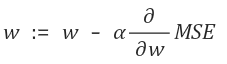 w := w - α ∂/∂w MSE